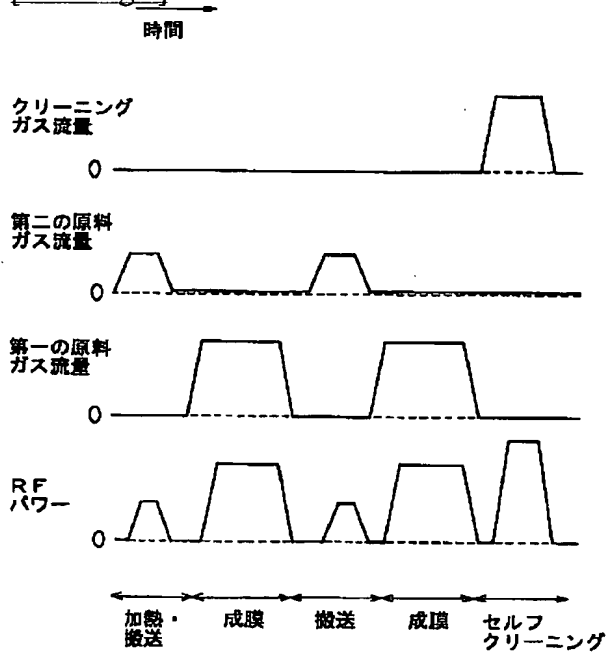 時間
クリーニング
ガス流量
0
第二の原料
ガス流量
0
第一の原料
ガス流量
0
RF
パワー
0
加熱・
搬送
成膜
搬送
成膜
セルフ
クリーニング